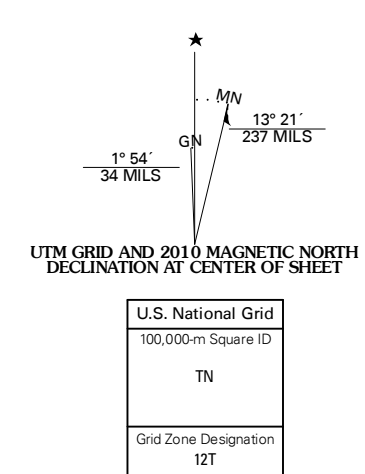 ★
MN
13° 21´
237 MILS
GN
1° 54´
34 MILS
UTM GRID AND 2010 MAGNETIC NORTH
DECLINATION AT CENTER OF SHEET
U.S. National Grid
100,000-m Square ID
TN
Grid Zone Designation
12T